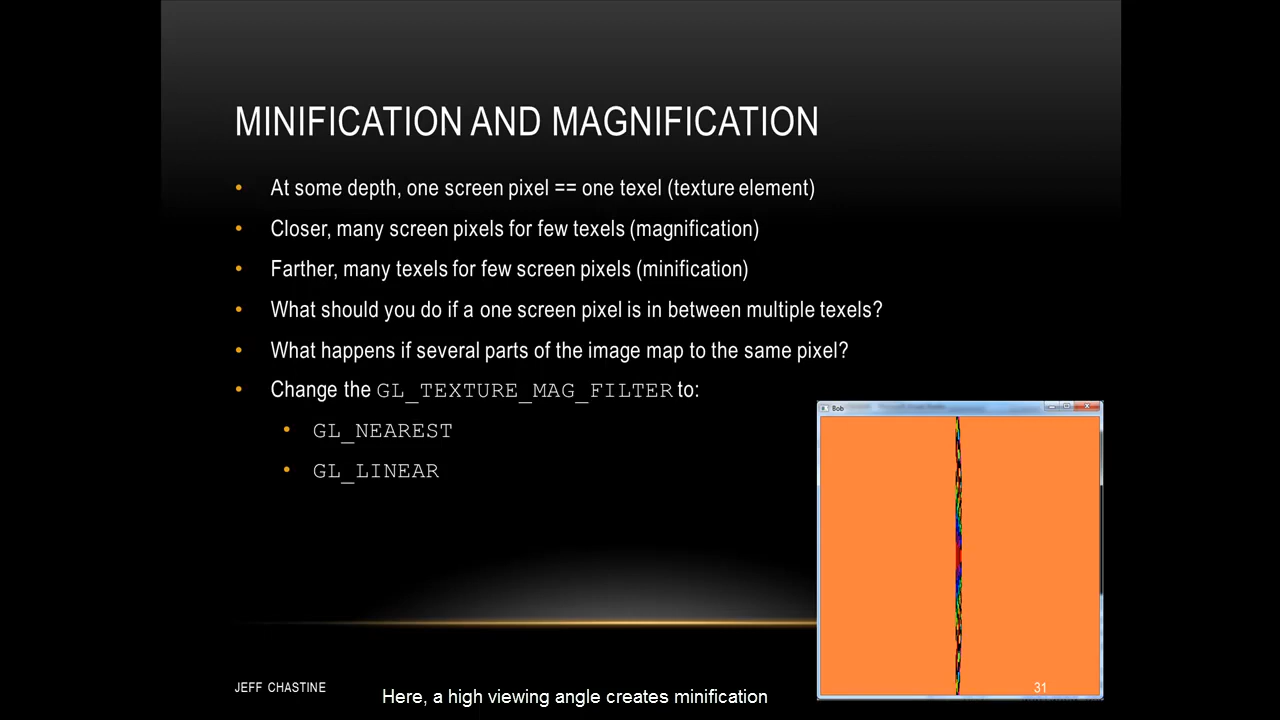 MINIFICATION AND MAGNIFICATION
• At some depth, one screen pixel == one texel (texture element)
• Closer, many screen pixels for few texels (magnification)
• Farther, many texels for few screen pixels (minification)
• What should you do if a one screen pixel is in between multiple texels?
• What happens if several parts of the image map to the same pixel?
• Change the GL_TEXTURE_MAG_FILTER to:
• GL_NEAREST
• GL_LINEAR
Bob
JEFF CHASTINE
31
Here, a high viewing angle creates minification